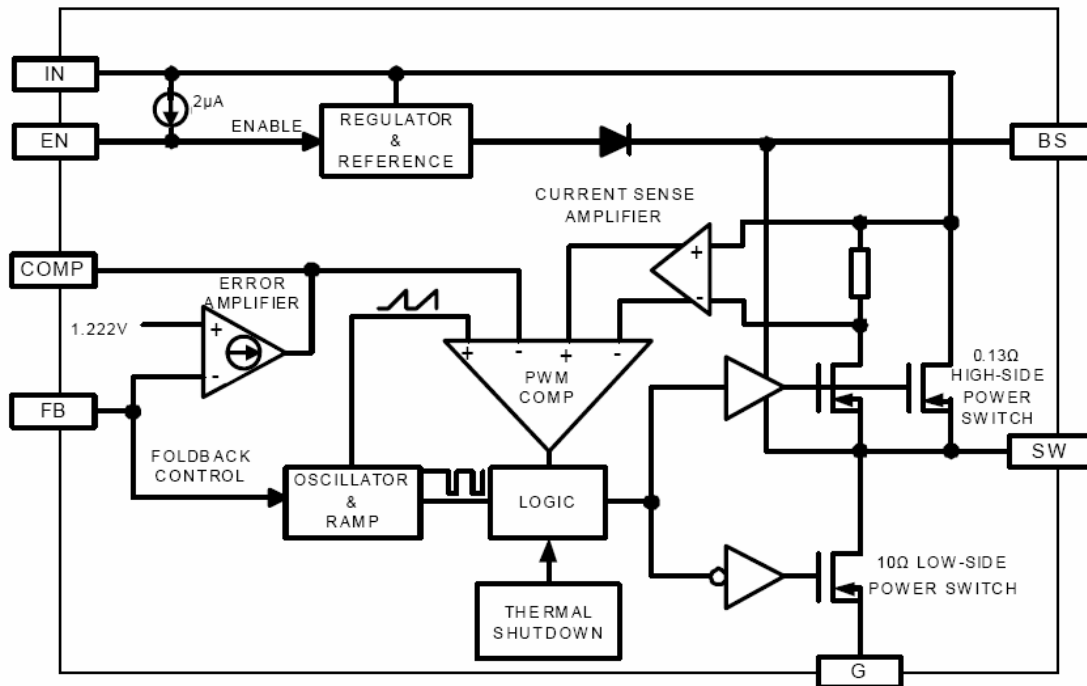 IN
2µA
EN
ENABLE
REGULATOR
&
REFERENCE
BS
CURRENT SENSE
AMPLIFIER
COMP
ERROR
AMPLIFIER
1.222V
+
-
+
-
+
-
+
-
PWM
COMP
0.13Ω
HIGH-SIDE
POWER
SWITCH
FB
FOLDBACK
CONTROL
OSCILLATOR
&
RAMP
LOGIC
SW
10Ω LOW-SIDE
POWER SWITCH
THERMAL
SHUTDOWN
G